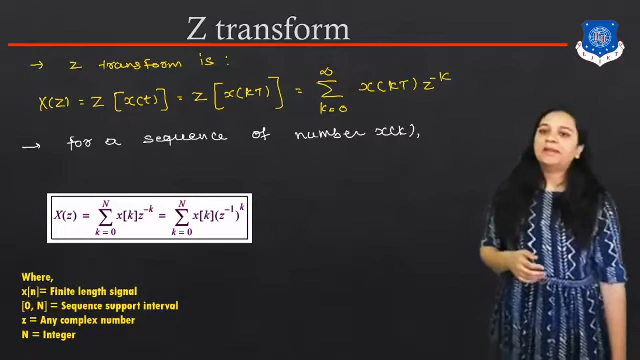 Z transform
→ Z transform is :
X(z) = Z [x(t)] = Z [x(kT)] = ∞ Σ k=0 x(kT) z^-k
→ for a sequence of number x(k),
X(z) = N Σ k=0 x[k]z^-k = N Σ k=0 x[k](z^-1)^k
Where,
x[n]= Finite length signal
[0, N] = Sequence support interval
z = Any complex number
N = Integer
LJIET